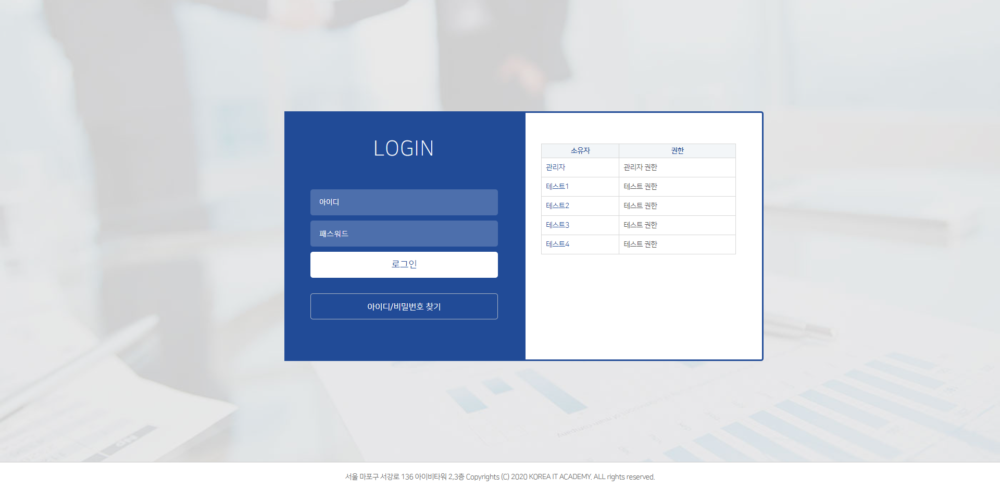 LOGIN
아이디
패스워드
로그인
아이디/비밀번호 찾기
소유자 권한
관리자 관리자 권한
테스트1 테스트 권한
테스트2 테스트 권한
테스트3 테스트 권한
테스트4 테스트 권한
서울 마포구 서강로 136 아이비타워 2,3층 Copyrights (C) 2020 KOREA IT ACADEMY. ALL rights reserved.